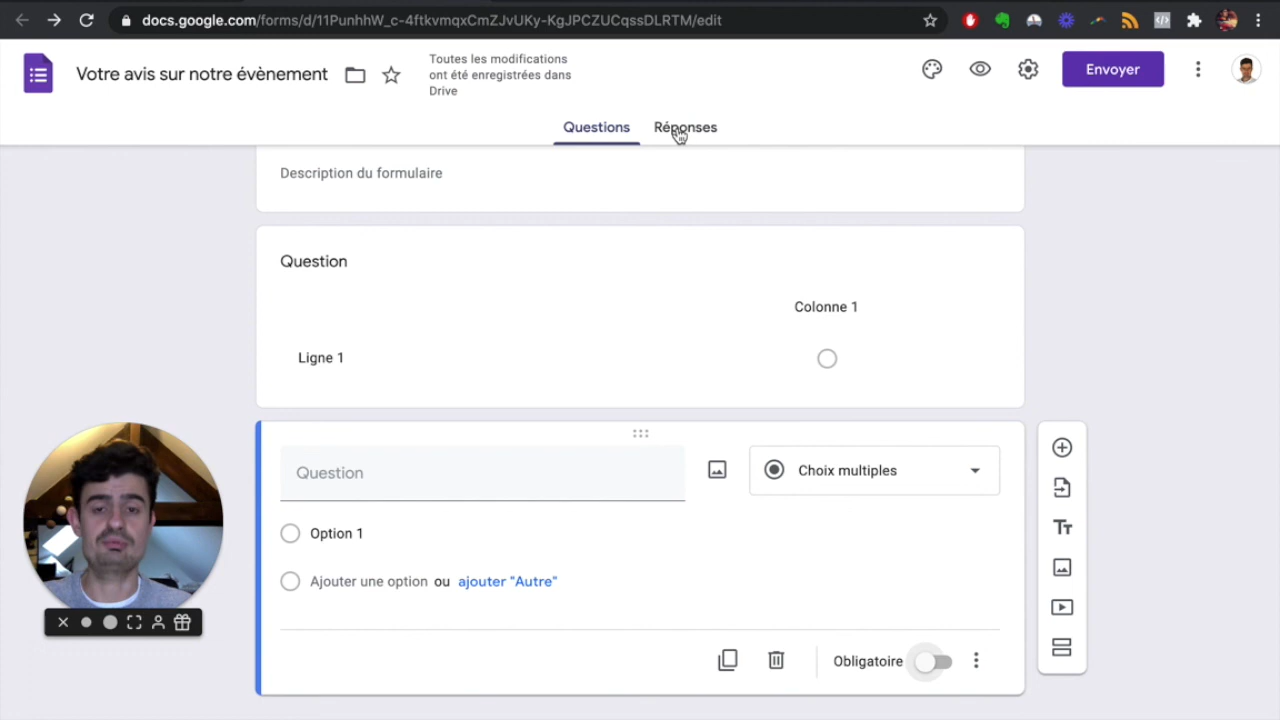 docs.google.com/forms/d/11PunhhW_c-4ftkvmqxCmZJvUKy-KgJPCZUCqssDLRTM/edit
Votre avis sur notre évènement
Toutes les modifications
ont été enregistrées dans
Drive
Envoyer
Questions
Réponses
Description du formulaire
Question
Colonne 1
Ligne 1
Question
Choix multiples
Option 1
Ajouter une option ou ajouter "Autre"
Obligatoire